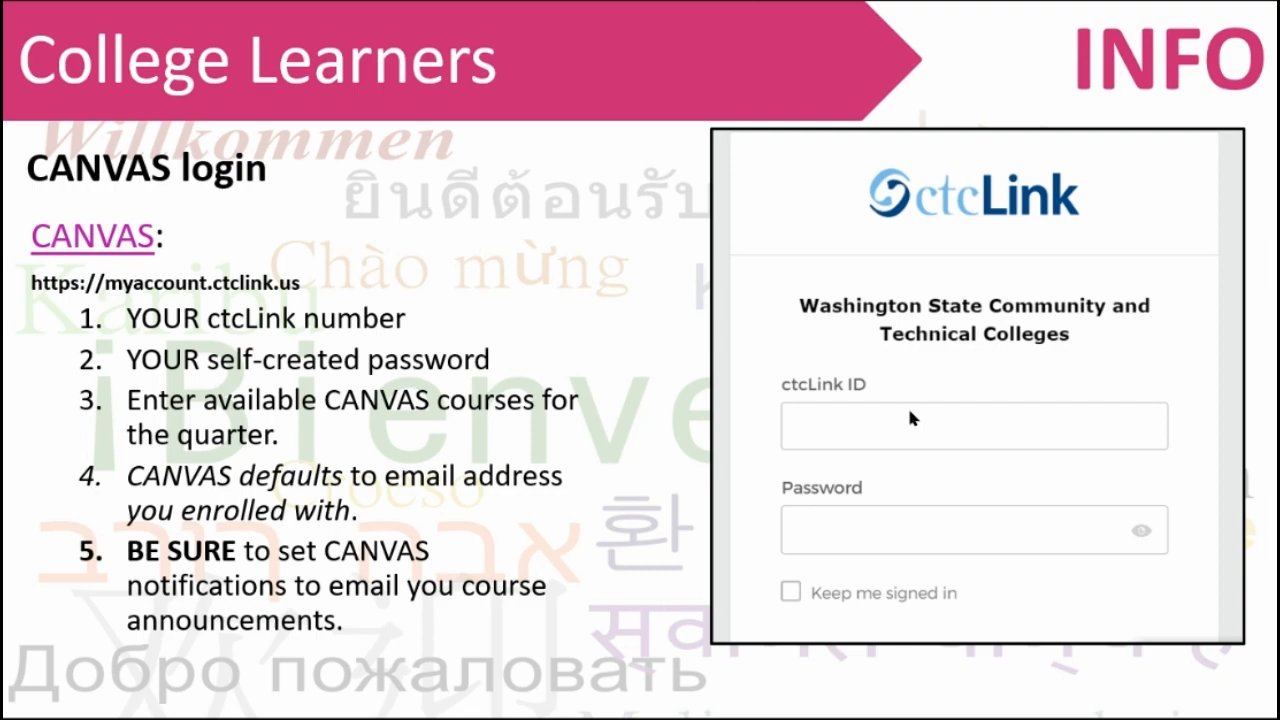 College Learners
INFO
Willkommen
CANVAS login
ยินดีต้อนรับ
CANVAS:
Chào mừng
https://myaccount.ctclink.us
Karibu
1. YOUR ctcLink number
2. YOUR self-created password
3. Enter available CANVAS courses for
the quarter.
¡Bienve
4. CANVAS defaults to email address
you enrolled with.
Croeso
5. BE SURE to set CANVAS
notifications to email you course
announcements.
환
Добро пожаловать
ctcLink
Washington State Community and
Technical Colleges
ctcLink ID
Password
Keep me signed in